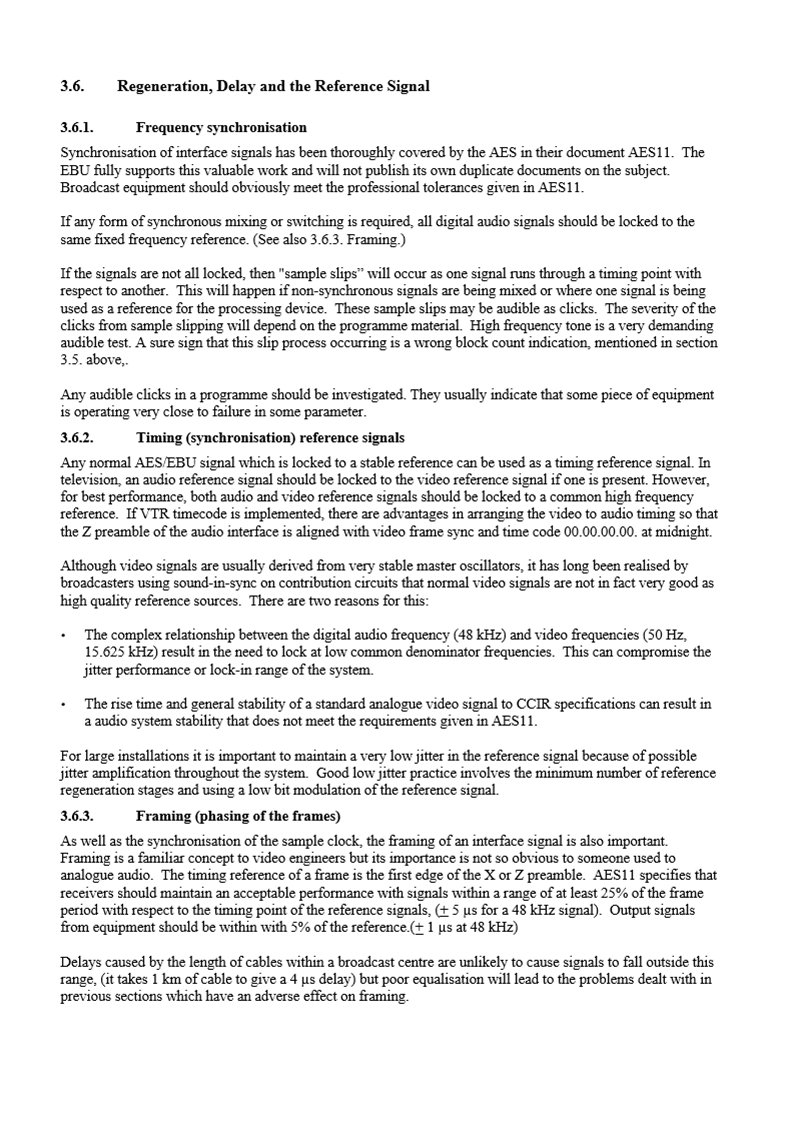 3.6. Regeneration, Delay and the Reference Signal
3.6.1. Frequency synchronisation
Synchronisation of interface signals has been thoroughly covered by the AES in their document AES11. The
EBU fully supports this valuable work and will not publish its own duplicate documents on the subject.
Broadcast equipment should obviously meet the professional tolerances given in AES11.
If any form of synchronous mixing or switching is required, all digital audio signals should be locked to the
same fixed frequency reference. (See also 3.6.3. Framing.)
If the signals are not all locked, then "sample slips” will occur as one signal runs through a timing point with
respect to another. This will happen if non-synchronous signals are being mixed or where one signal is being
used as a reference for the processing device. These sample slips may be audible as clicks. The severity of the
clicks from sample slipping will depend on the programme material. High frequency tone is a very demanding
audible test. A sure sign that this slip process occurring is a wrong block count indication, mentioned in section
3.5. above,.
Any audible clicks in a programme should be investigated. They usually indicate that some piece of equipment
is operating very close to failure in some parameter.
3.6.2. Timing (synchronisation) reference signals
Any normal AES/EBU signal which is locked to a stable reference can be used as a timing reference signal. In
television, an audio reference signal should be locked to the video reference signal if one is present. However,
for best performance, both audio and video reference signals should be locked to a common high frequency
reference. If VTR timecode is implemented, there are advantages in arranging the video to audio timing so that
the Z preamble of the audio interface is aligned with video frame sync and time code 00.00.00.00. at midnight.
Although video signals are usually derived from very stable master oscillators, it has long been realised by
broadcasters using sound-in-sync on contribution circuits that normal video signals are not in fact very good as
high quality reference sources. There are two reasons for this:
• The complex relationship between the digital audio frequency (48 kHz) and video frequencies (50 Hz,
15.625 kHz) result in the need to lock at low common denominator frequencies. This can compromise the
jitter performance or lock-in range of the system.
• The rise time and general stability of a standard analogue video signal to CCIR specifications can result in
a audio system stability that does not meet the requirements given in AES11.
For large installations it is important to maintain a very low jitter in the reference signal because of possible
jitter amplification throughout the system. Good low jitter practice involves the minimum number of reference
regeneration stages and using a low bit modulation of the reference signal.
3.6.3. Framing (phasing of the frames)
As well as the synchronisation of the sample clock, the framing of an interface signal is also important.
Framing is a familiar concept to video engineers but its importance is not so obvious to someone used to
analogue audio. The timing reference of a frame is the first edge of the X or Z preamble. AES11 specifies that
receivers should maintain an acceptable performance with signals within a range of at least 25% of the frame
period with respect to the timing point of the reference signals, (± 5 µs for a 48 kHz signal). Output signals
from equipment should be within with 5% of the reference.(± 1 µs at 48 kHz)
Delays caused by the length of cables within a broadcast centre are unlikely to cause signals to fall outside this
range, (it takes 1 km of cable to give a 4 µs delay) but poor equalisation will lead to the problems dealt with in
previous sections which have an adverse effect on framing.